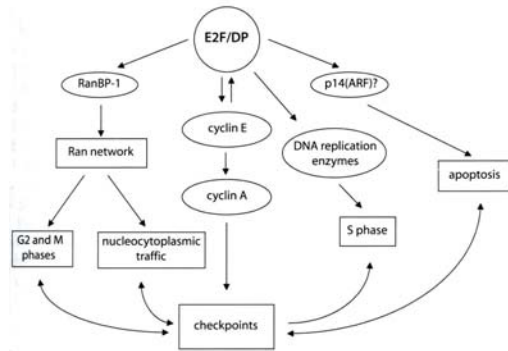 E2F/DP
RanBP-1
p14(ARF)?
cyclin E
Ran network
DNA replication
enzymes
cyclin A
apoptosis
G2 and M
phases
nucleocytoplasmic
traffic
S phase
checkpoints